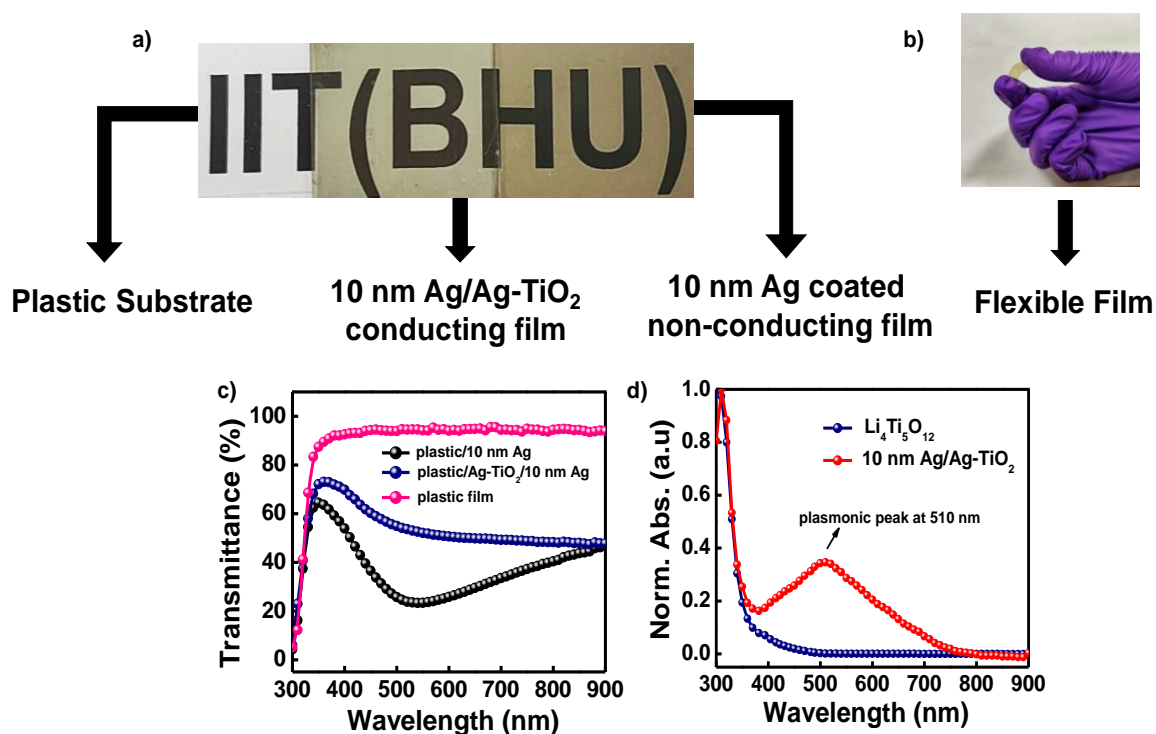 a)
b)
IIT(BHU)
Plastic Substrate
10 nm Ag/Ag-TiO₂
conducting film
10 nm Ag coated
non-conducting film
Flexible Film
c)
100
80
60
40
20
0
Transmittance (%)
plastic/10 nm Ag
plastic/Ag-TiO₂/10 nm Ag
plastic film
300 400 500 600 700 800 900
Wavelength (nm)
d)
1.0
0.8
0.6
0.4
0.2
0.0
Norm. Abs. (a.u)
Li₄Ti₅O₁₂
10 nm Ag/Ag-TiO₂
plasmonic peak at 510 nm
300 400 500 600 700 800 900
Wavelength (nm)